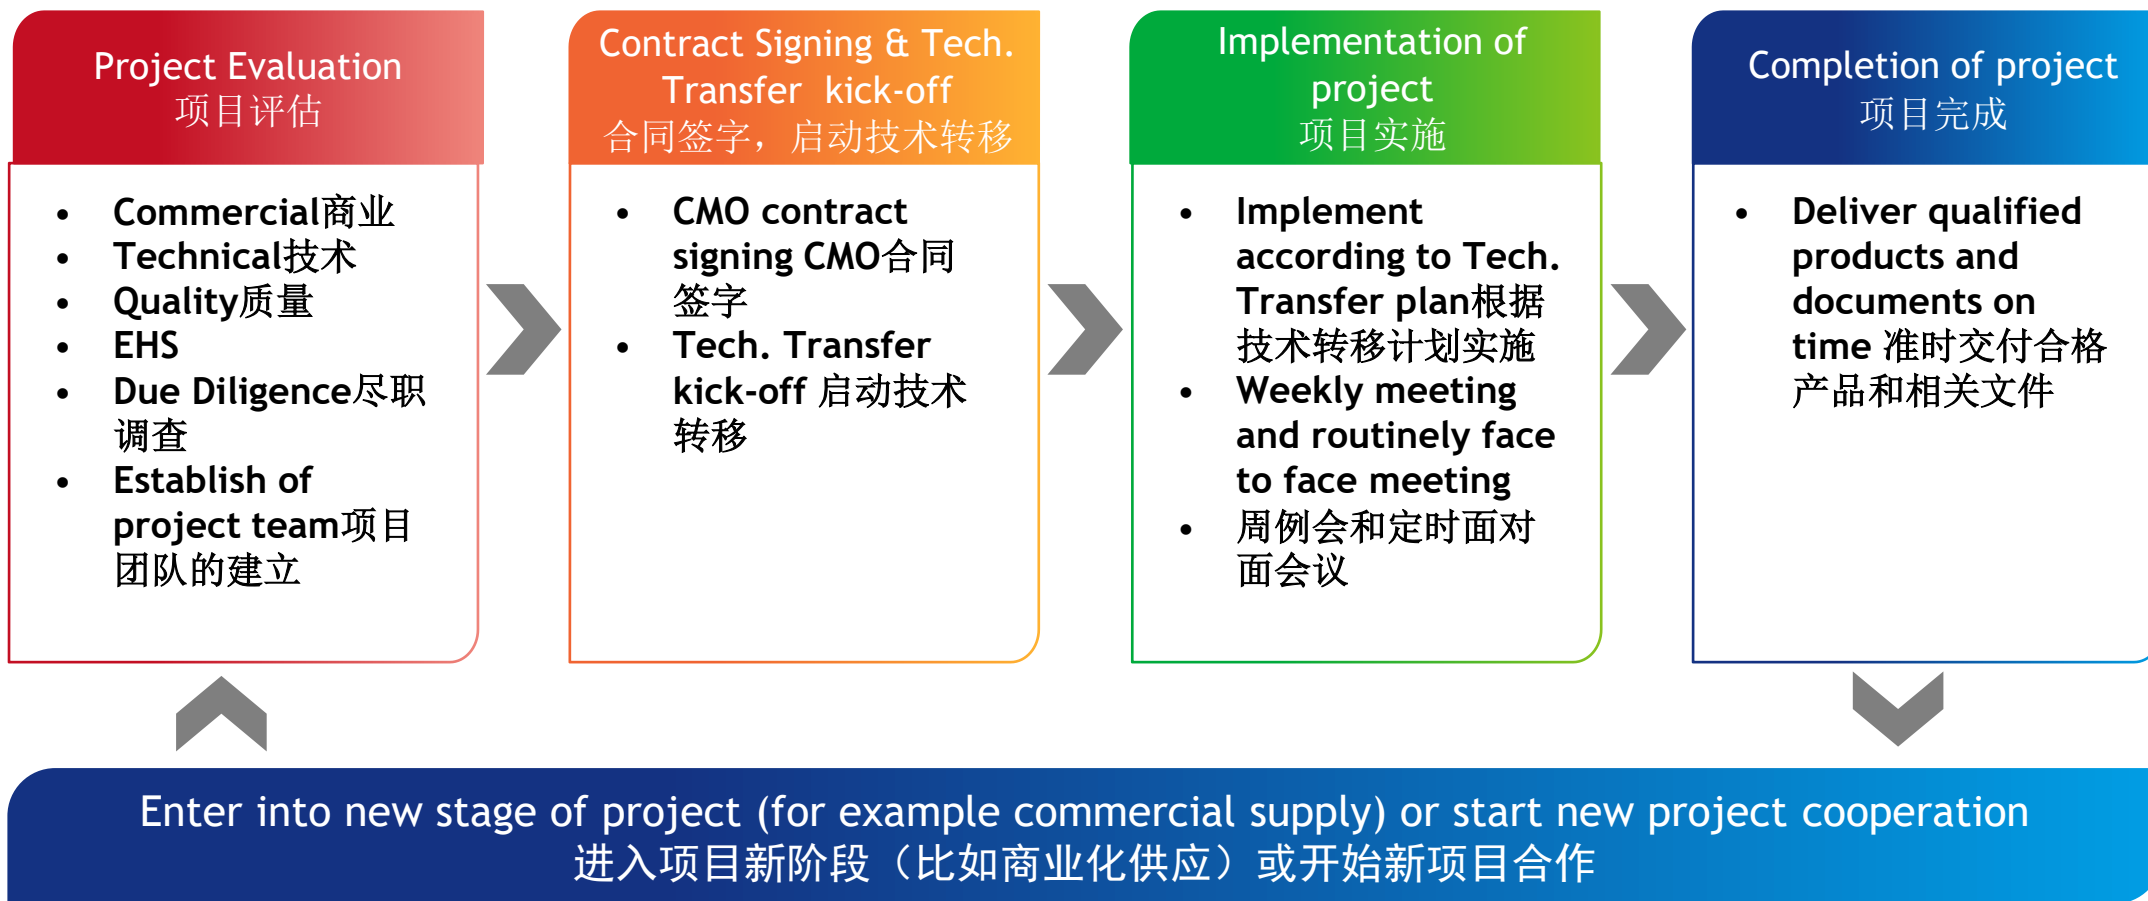 Project Evaluation
项目评估
• Commercial商业
• Technical技术
• Quality质量
• EHS
• Due Diligence尽职
调查
• Establish of
project team项目
团队的建立
Contract Signing & Tech.
Transfer kick-off
合同签字，启动技术转移
• CMO contract
signing CMO合同
签字
• Tech. Transfer
kick-off 启动技术
转移
Implementation of
project
项目实施
• Implement
according to Tech.
Transfer plan根据
技术转移计划实施
• Weekly meeting
and routinely face
to face meeting
• 周例会和定时面对
面会议
Completion of project
项目完成
• Deliver qualified
products and
documents on
time 准时交付合格
产品和相关文件
Enter into new stage of project (for example commercial supply) or start new project cooperation
进入项目新阶段（比如商业化供应）或开始新项目合作